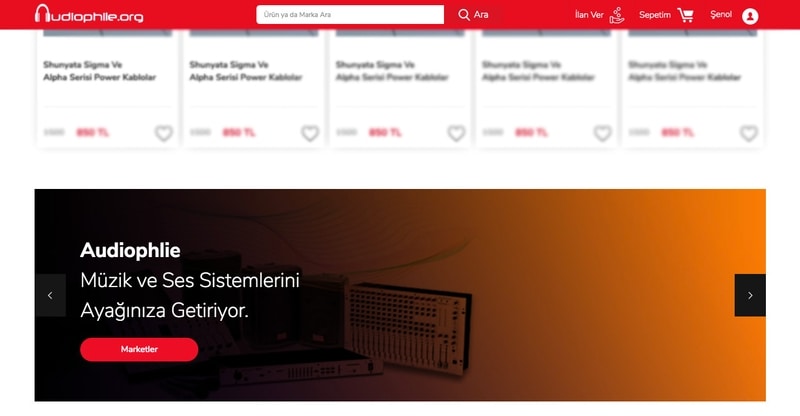 Audiophlie.org
Ürün ya da Marka Ara
Ara
İlan Ver
Sepetim
Şenol
Shunyata Sigma Ve
Alpha Serisi Power Kablolar
Shunyata Sigma Ve
Alpha Serisi Power Kablolar
Shunyata Sigma Ve
Alpha Serisi Power Kablolar
Shunyata Sigma Ve
Alpha Serisi Power Kablolar
Shunyata Sigma Ve
Alpha Serisi Power Kablolar
1500 850 TL
1500 850 TL
1500 850 TL
1500 850 TL
1500 850 TL
Audiophlie
Müzik ve Ses Sistemlerini
Ayağınıza Getiriyor.
Marketler